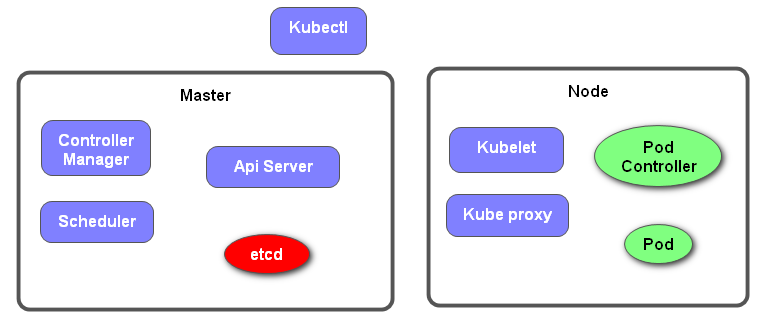 Kubectl
Master
Controller
Manager
Api Server
Scheduler
etcd
Node
Kubelet
Pod
Controller
Kube proxy
Pod